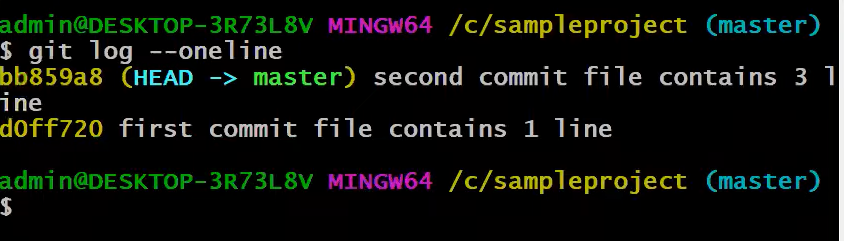 admin@DESKTOP-3R73L8V MINGW64 /c/sampleproject (master)
$ git log --oneline
bb859a8 (HEAD -> master) second commit file contains 3 l
ine
d0ff720 first commit file contains 1 line
admin@DESKTOP-3R73L8V MINGW64 /c/sampleproject (master)
$